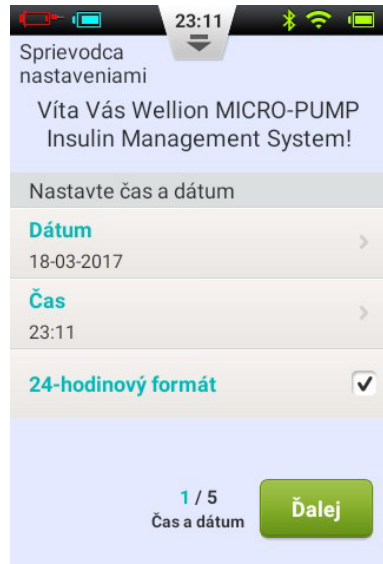 23:11
Sprievodca
nastaveniami
Víta Vás Wellion MICRO-PUMP
Insulin Management System!
Nastavte čas a dátum
Dátum
18-03-2017
Čas
23:11
24-hodinový formát
1 / 5
Čas a dátum
Ďalej